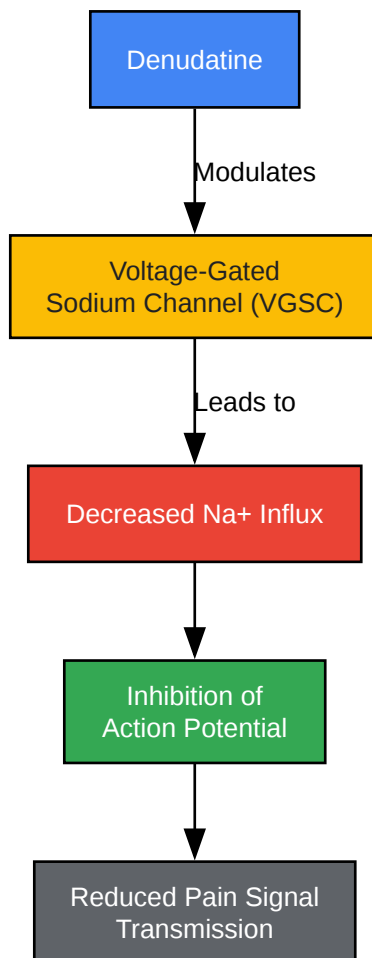 Denudatine
Modulates
Voltage-Gated
Sodium Channel (VGSC)
Leads to
Decreased Na+ Influx
Inhibition of
Action Potential
Reduced Pain Signal
Transmission